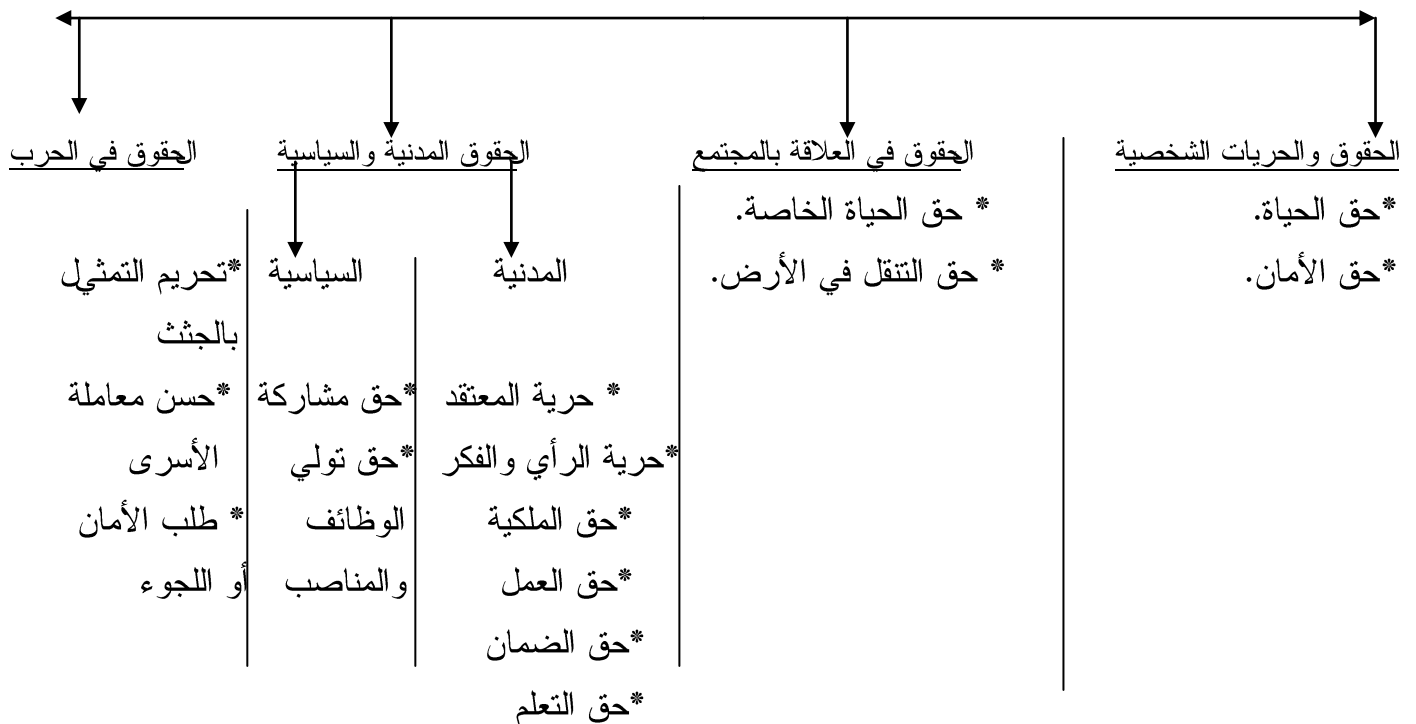 الحقوق والحريات الشخصية
*حق الحياة.
*حق الأمان.
الحقوق في العلاقة بالمجتمع
* حق الحياة الخاصة.
* حق التنقل في الأرض.
الحقوق المدنية والسياسية
المدنية
* حرية المعتقد
*حرية الرأي والفكر
*حق الملكية
*حق العمل
*حق الضمان
*حق التعلم
السياسية
*حق مشاركة
*حق تولي
الوظائف
والمناصب
الحقوق في الحرب
*تحريم التمثيل
بالجثث
*حسن معاملة
الأسرى
* طلب الأمان
أو اللجوء